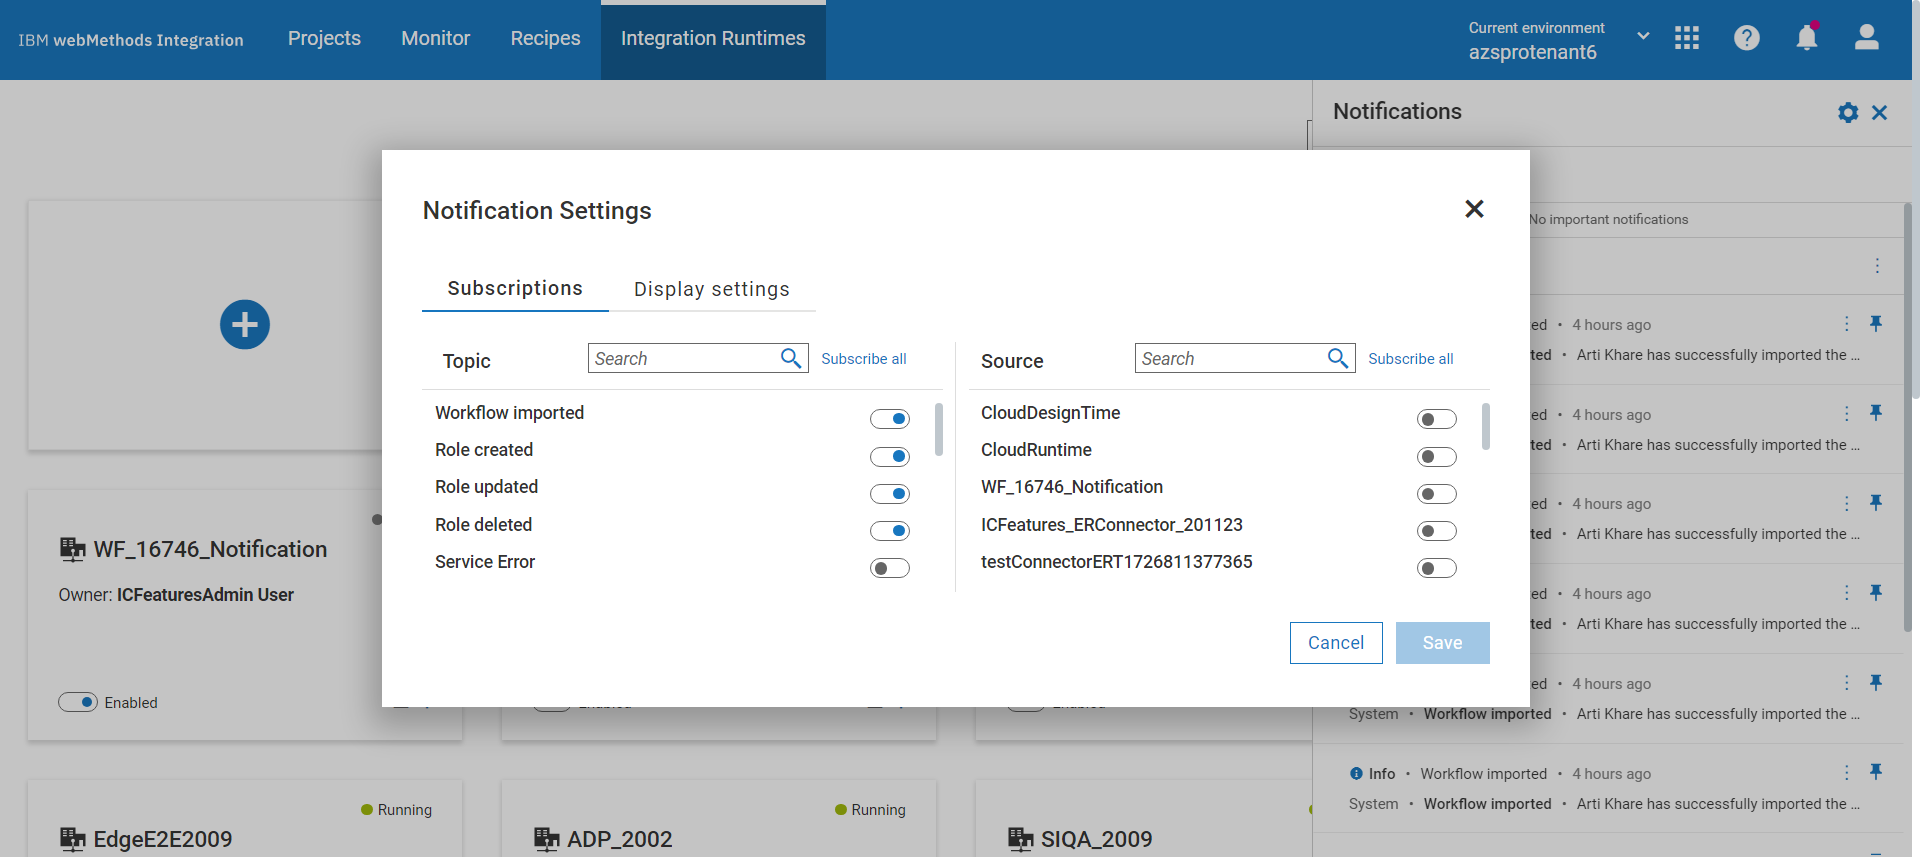 IBM webMethods Integration
Projects
Monitor
Recipes
Integration Runtimes
Current environment
azsprotenant6
Notifications
No important notifications
Notification Settings
Subscriptions
Display settings
Topic
Search
Subscribe all
Workflow imported
Role created
Role updated
Role deleted
Service Error
Source
Search
Subscribe all
CloudDesignTime
CloudRuntime
WF_16746_Notification
ICFeatures_ERConnector_201123
testConnectorERT1726811377365
Cancel
Save
WF_16746_Notification
Owner: ICFeaturesAdmin User
Enabled
ed • 4 hours ago
ted • Arti Khare has successfully imported the ...
ed • 4 hours ago
ted • Arti Khare has successfully imported the ...
ed • 4 hours ago
ted • Arti Khare has successfully imported the ...
ed • 4 hours ago
ted • Arti Khare has successfully imported the ...
ed • 4 hours ago
System • Workflow imported • Arti Khare has successfully imported the ...
Info • Workflow imported • 4 hours ago
System • Workflow imported • Arti Khare has successfully imported the ...
Running
EdgeE2E2009
Running
ADP_2002
SIQA_2009